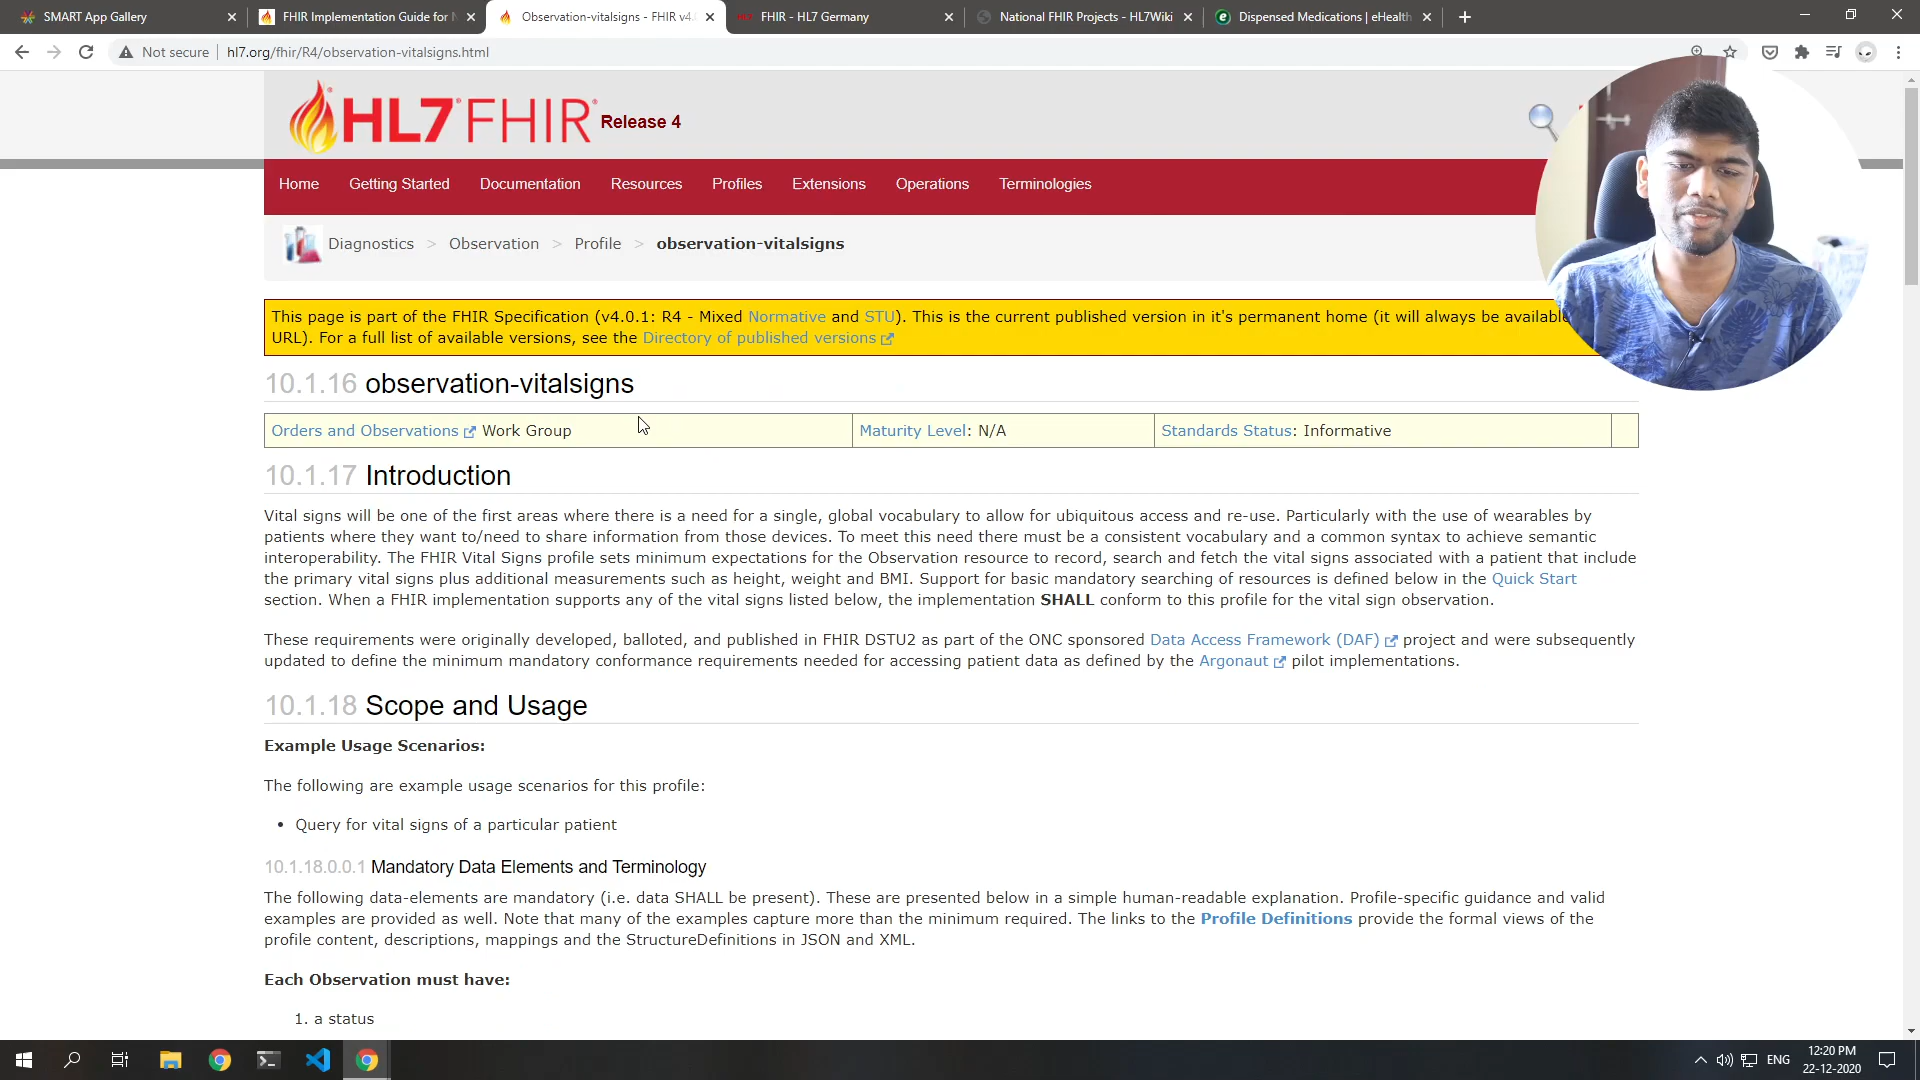 SMART App Gallery
FHIR Implementation Guide for N
Observation-vitalsigns - FHIR v4.
FHIR - HL7 Germany
National FHIR Projects - HL7Wiki
Dispensed Medications | eHealth
Not secure
hl7.org/fhir/R4/observation-vitalsigns.html
HL7 FHIR Release 4
Home Getting Started Documentation Resources Profiles Extensions Operations Terminologies
Diagnostics > Observation > Profile > observation-vitalsigns
This page is part of the FHIR Specification (v4.0.1: R4 - Mixed Normative and STU). This is the current published version in it's permanent home (it will always be available
URL). For a full list of available versions, see the Directory of published versions
10.1.16 observation-vitalsigns
Orders and Observations Work Group Maturity Level: N/A Standards Status: Informative
10.1.17 Introduction
Vital signs will be one of the first areas where there is a need for a single, global vocabulary to allow for ubiquitous access and re-use. Particularly with the use of wearables by
patients where they want to/need to share information from those devices. To meet this need there must be a consistent vocabulary and a common syntax to achieve semantic
interoperability. The FHIR Vital Signs profile sets minimum expectations for the Observation resource to record, search and fetch the vital signs associated with a patient that include
the primary vital signs plus additional measurements such as height, weight and BMI. Support for basic mandatory searching of resources is defined below in the Quick Start
section. When a FHIR implementation supports any of the vital signs listed below, the implementation SHALL conform to this profile for the vital sign observation.
These requirements were originally developed, balloted, and published in FHIR DSTU2 as part of the ONC sponsored Data Access Framework (DAF) project and were subsequently
updated to define the minimum mandatory conformance requirements needed for accessing patient data as defined by the Argonaut pilot implementations.
10.1.18 Scope and Usage
Example Usage Scenarios:
The following are example usage scenarios for this profile:
• Query for vital signs of a particular patient
10.1.18.0.0.1 Mandatory Data Elements and Terminology
The following data-elements are mandatory (i.e. data SHALL be present). These are presented below in a simple human-readable explanation. Profile-specific guidance and valid
examples are provided as well. Note that many of the examples capture more than the minimum required. The links to the Profile Definitions provide the formal views of the
profile content, descriptions, mappings and the StructureDefinitions in JSON and XML.
Each Observation must have:
1. a status
ENG
12:20 PM
22-12-2020